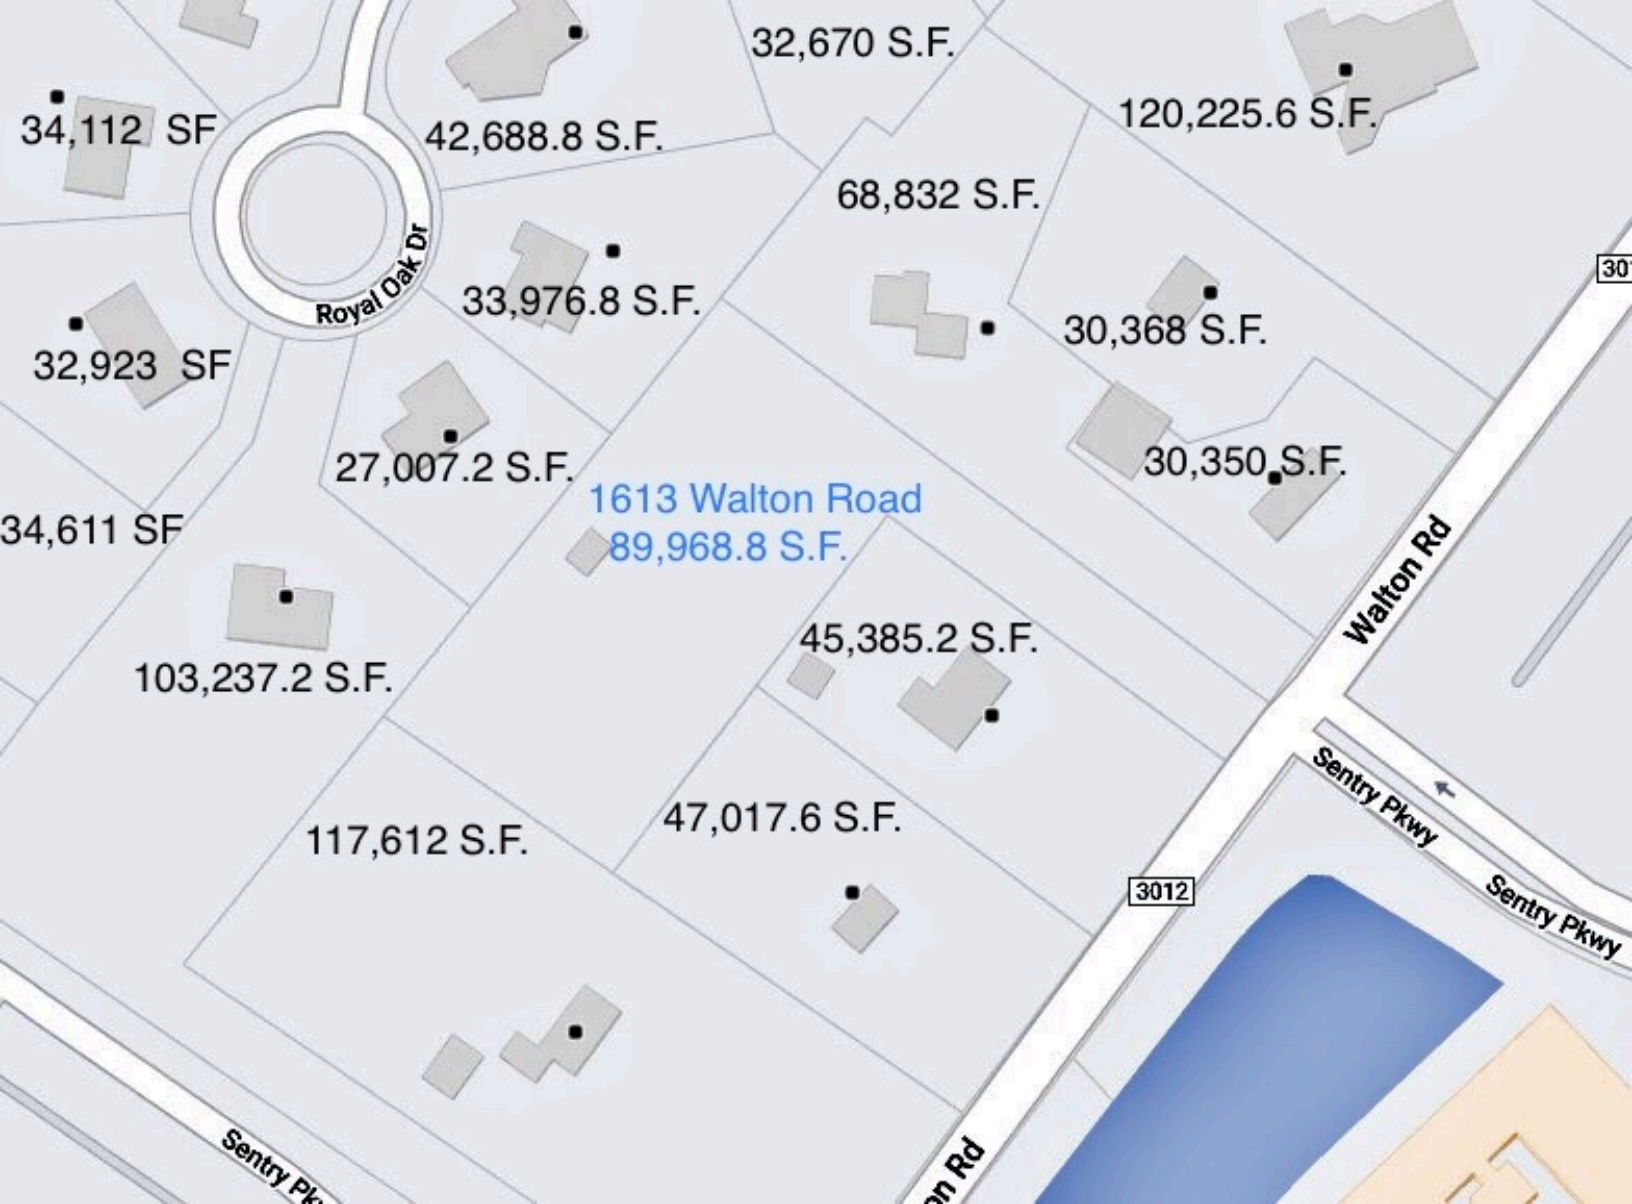 32,670 S.F.
120,225.6 S.F.
34,112 SF
42,688.8 S.F.
68,832 S.F.
Royal Oak Dr
33,976.8 S.F.
30,368 S.F.
32,923 SF
27,007.2 S.F.
30,350 S.F.
1613 Walton Road
89,968.8 S.F.
34,611 SF
Walton Rd
45,385.2 S.F.
103,237.2 S.F.
Sentry Pkwy
47,017.6 S.F.
117,612 S.F.
3012
Sentry Pkwy
on Rd
Sentry Pk